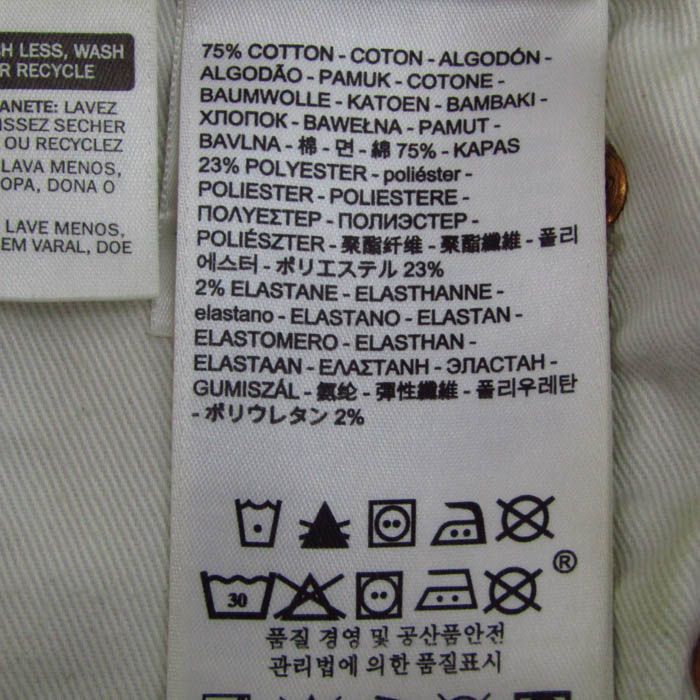 H LESS, WASH
R RECYCLE
ANETE: LAVEZ
ISSEZ SECHER
OU RECYCLEZ
LAVA MENOS,
OPA, DONA O
LAVE MENOS,
EM VARAL, DOE
75% COTTON - COTON - ALGODÓN -
ALGODÃO - PAMUK - COTONE -
BAUMWOLLE - KATOEN - BAMBAKI -
ХЛОПОК - BAWEŁNA - PAMUT -
BAVLNA - 棉 - 면 - 綿 75% - KAPAS
23% POLYESTER - poliéster -
POLIESTER - POLIESTERE -
ΠΟΛΥΕΣΤΕΡ - ПОЛИЭСТЕР -
POLIÉSZTER - 聚酯纤维 - 聚酯纖維 - 폴리
에스터 - ポリエステル 23%
2% ELASTANE - ELASTHANNE -
elastano - ELASTANO - ELASTAN -
ELASTOMERO - ELASTHAN -
ELASTAAN - ΕΛΑΣΤΑΝΗ - ЭЛАСТАН -
GUMISZÁL - 氨纶 - 彈性纖維 - 폴리우레탄
- ポリウレタン 2%
30
®
품질 경영 및 공산품안전
관리법에 의한 품질표시